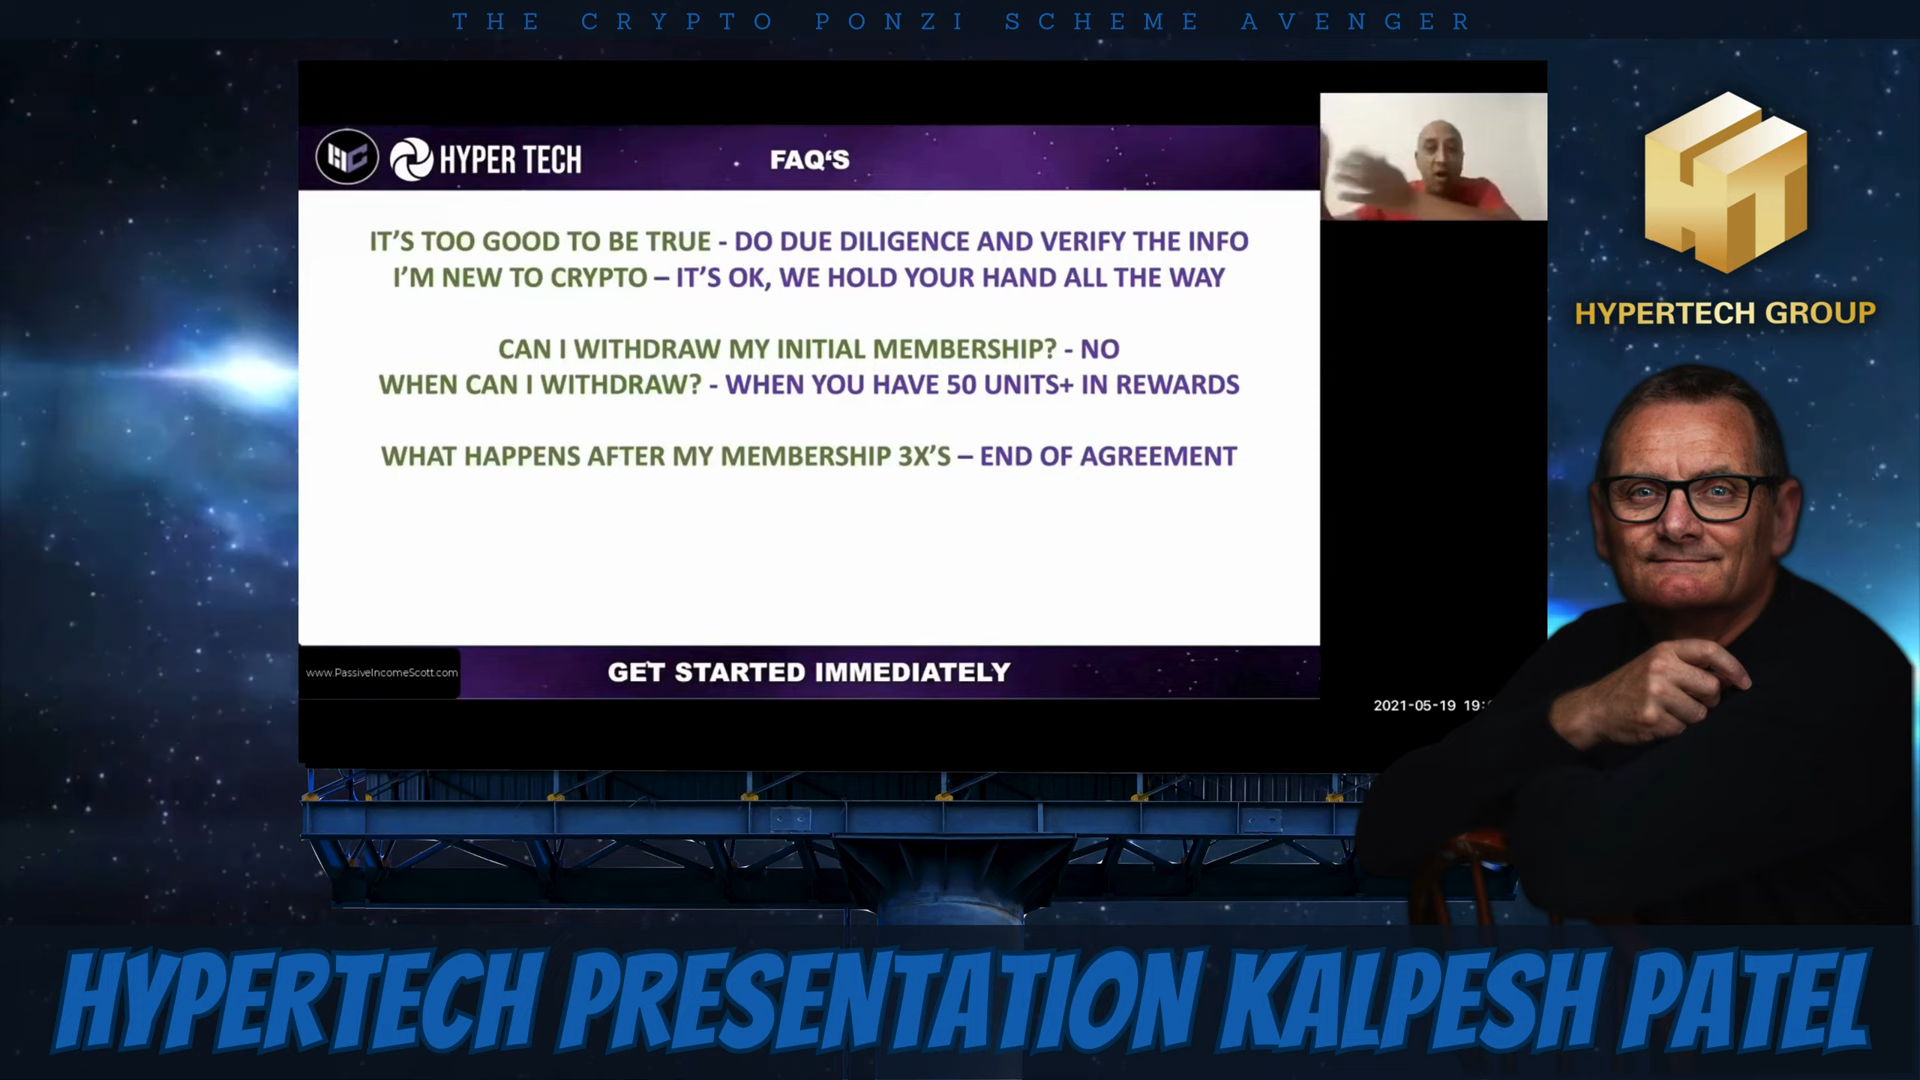 THE CRYPTO PONZI SCHEME AVENGER
HC HYPER TECH
FAQ‘S
IT’S TOO GOOD TO BE TRUE - DO DUE DILIGENCE AND VERIFY THE INFO
I’M NEW TO CRYPTO – IT’S OK, WE HOLD YOUR HAND ALL THE WAY
CAN I WITHDRAW MY INITIAL MEMBERSHIP? - NO
WHEN CAN I WITHDRAW? - WHEN YOU HAVE 50 UNITS+ IN REWARDS
WHAT HAPPENS AFTER MY MEMBERSHIP 3X’S – END OF AGREEMENT
www.PassiveIncomeScott.com
GET STARTED IMMEDIATELY
2021-05-19 19:
HT
HYPERTECH GROUP
HYPERTECH PRESENTATION KALPESH PATEL